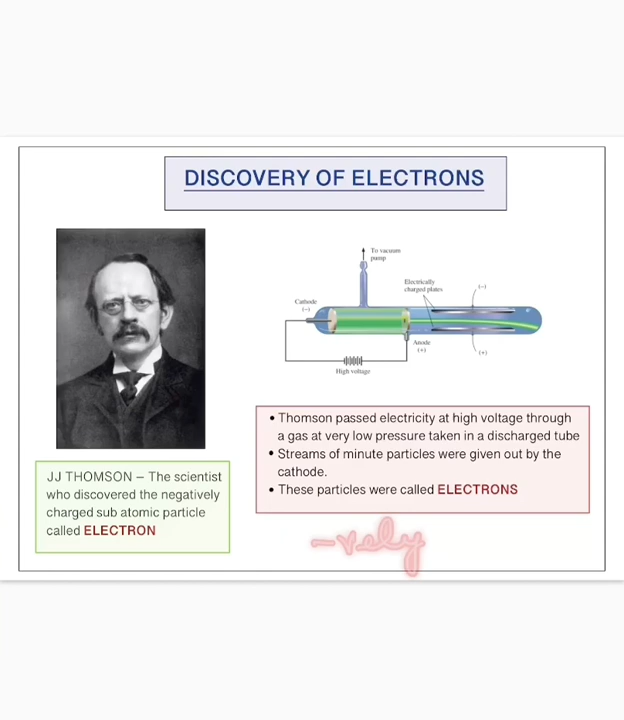 DISCOVERY OF ELECTRONS
To vacuum
pump
Electrically
charged plates
(−)
Cathode
(−)
Anode
(+)
(+)
High voltage
• Thomson passed electricity at high voltage through
a gas at very low pressure taken in a discharged tube
• Streams of minute particles were given out by the
cathode.
• These particles were called ELECTRONS
JJ THOMSON – The scientist
who discovered the negatively
charged sub atomic particle
called ELECTRON
-vely